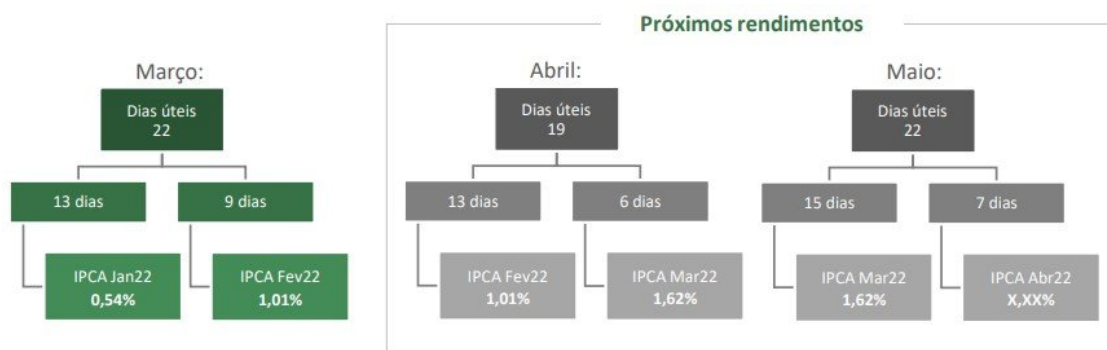 Próximos rendimentos
Março:
Dias úteis
22
13 dias
9 dias
IPCA Jan22
0,54%
IPCA Fev22
1,01%
Abril:
Dias úteis
19
13 dias
6 dias
IPCA Fev22
1,01%
IPCA Mar22
1,62%
Maio:
Dias úteis
22
15 dias
7 dias
IPCA Mar22
1,62%
IPCA Abr22
X,XX%